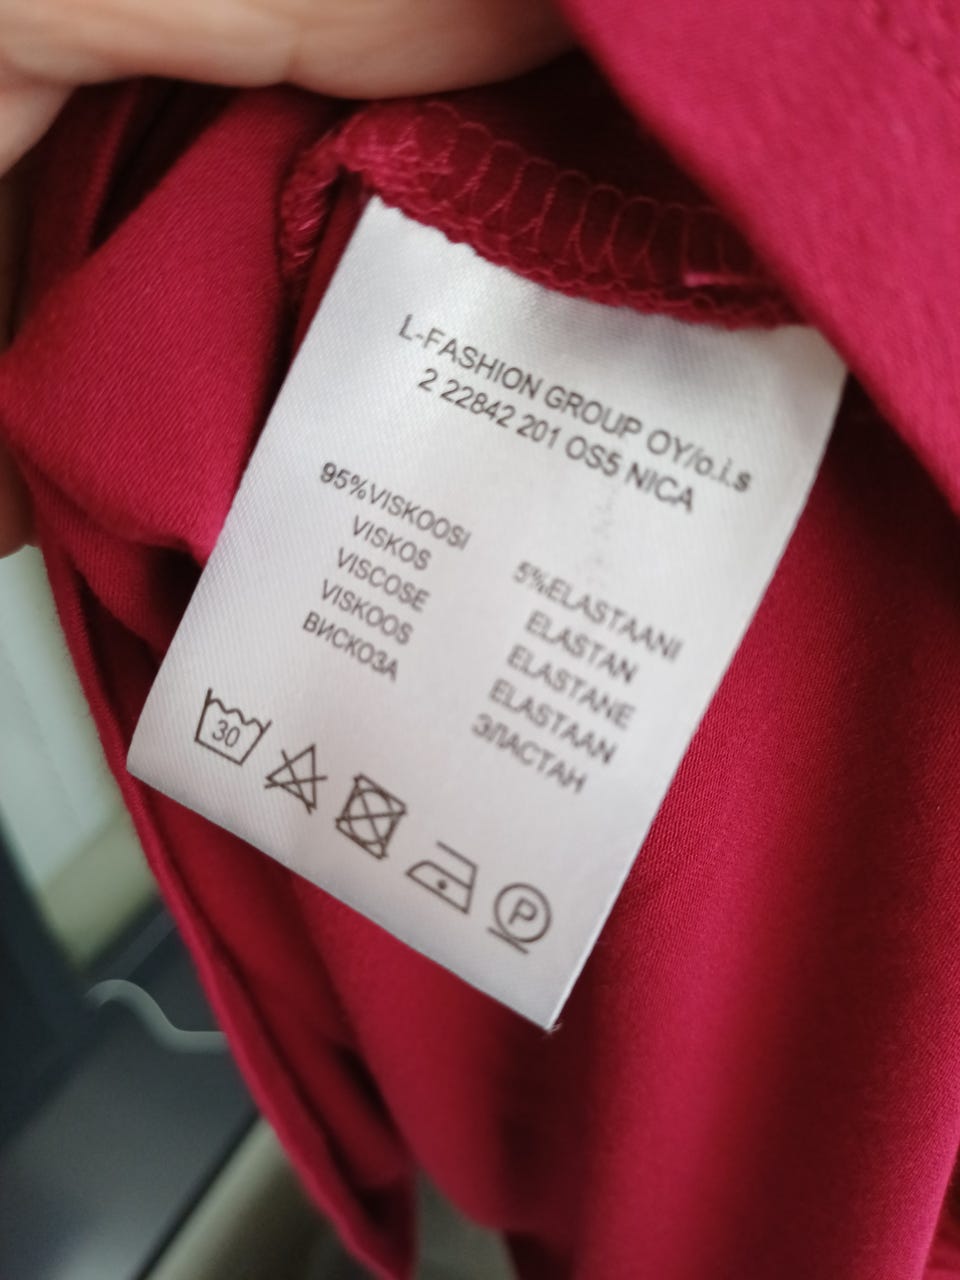 L-FASHION GROUP OY/o.i.s
2 22842 201 OS5 NICA
95%VISKOOSI
VISKOS
VISCOSE
VISKOOS
ВИСКОЗА
5%ELASTAANI
ELASTAN
ELASTANE
ELASTAAN
ЭЛАСТАН
30
P